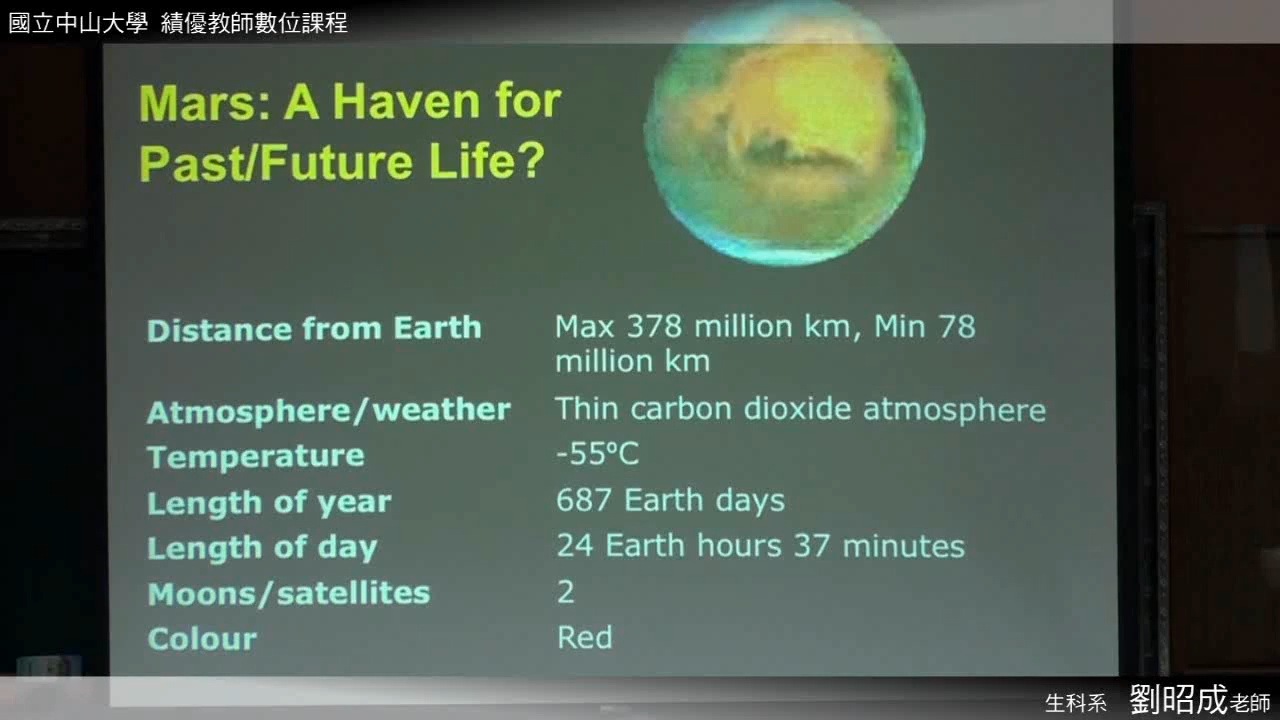 國立中山大學 績優教師數位課程
Mars: A Haven for
Past/Future Life?
Distance from Earth Max 378 million km, Min 78
million km
Atmosphere/weather Thin carbon dioxide atmosphere
Temperature -55ºC
Length of year 687 Earth days
Length of day 24 Earth hours 37 minutes
Moons/satellites 2
Colour Red
生科系 劉昭成老師